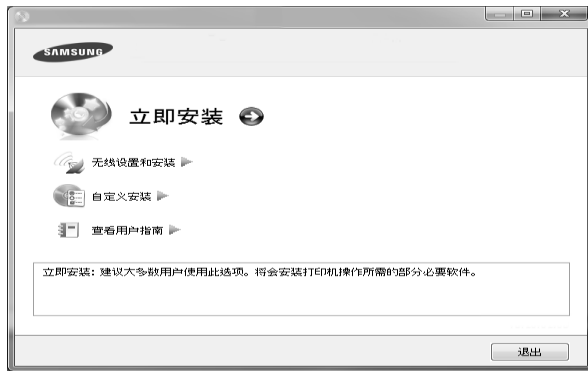 SAMSUNG
立即安装
无线设置和安装
自定义安装
查看用户指南
立即安装: 建议大多数用户使用此选项。将会安装打印机操作所需的部分必要软件。
退出